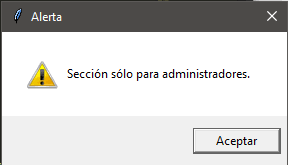 Alerta
Sección sólo para administradores.
Aceptar